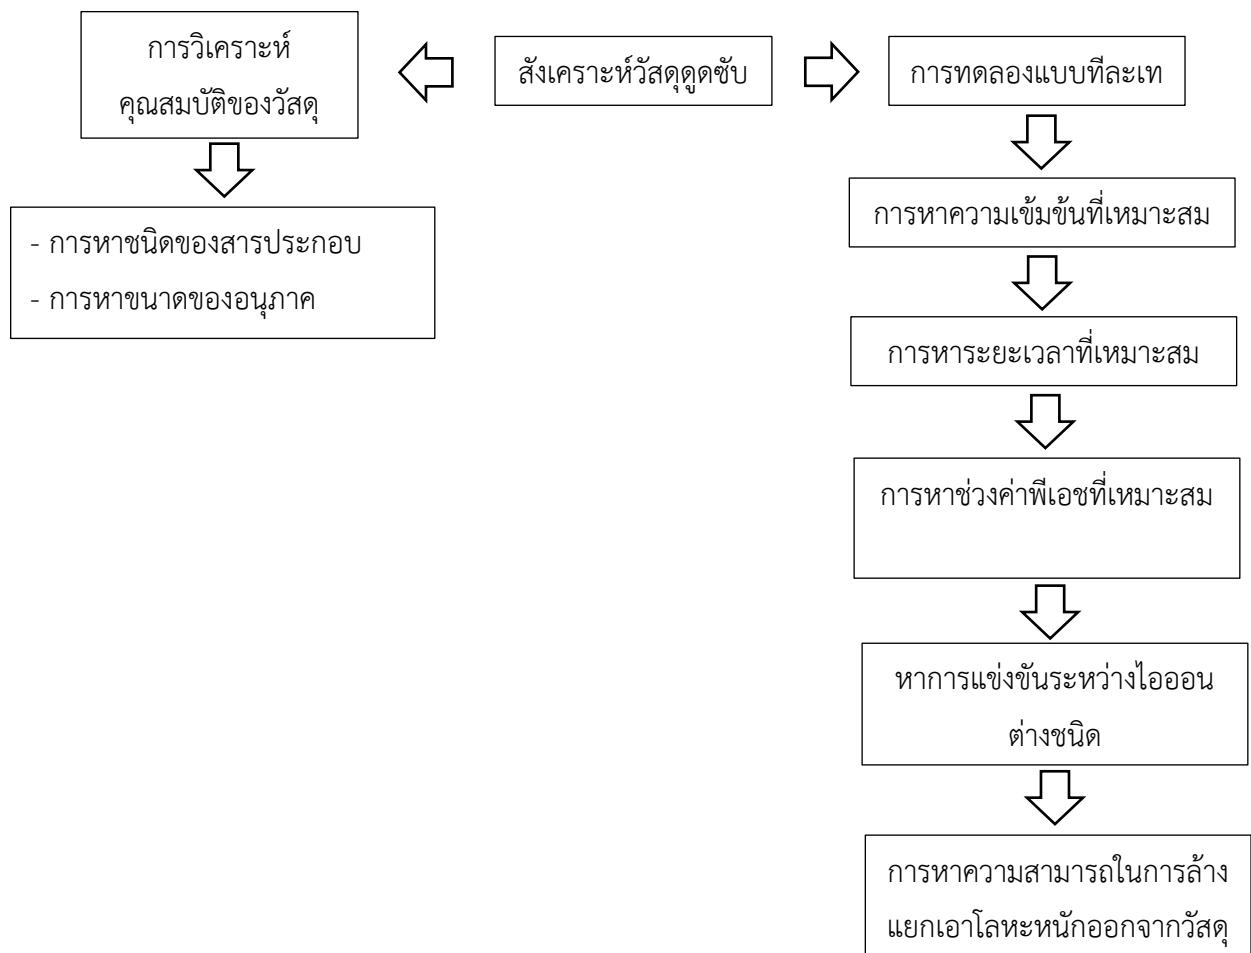 การวิเคราะห์
คุณสมบัติของวัสดุ
สังเคราะห์วัสดุดูดซับ
การทดลองแบบทีละเท
- การหาชนิดของสารประกอบ
- การหาขนาดของอนุภาค
การหาความเข้มข้นที่เหมาะสม
การหาระยะเวลาที่เหมาะสม
การหาช่วงค่าพีเอชที่เหมาะสม
หาการแข่งขันระหว่างไอออน
ต่างชนิด
การหาความสามารถในการล้าง
แยกเอาโลหะหนักออกจากวัสดุ